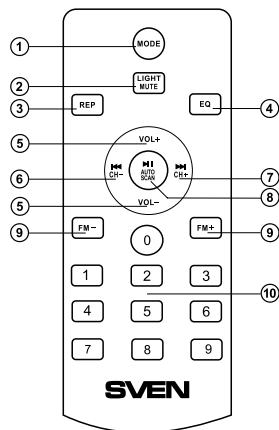 ① MODE
② LIGHT MUTE
③ REP EQ ④
⑤ VOL+
⑥ ⏮ CH− ⏯ AUTO SCAN ⏭ CH+ ⑦
⑧
⑤ VOL−
⑨ FM− FM+ ⑨
0
1 2 3
⑩
4 5 6
7 8 9
SVEN